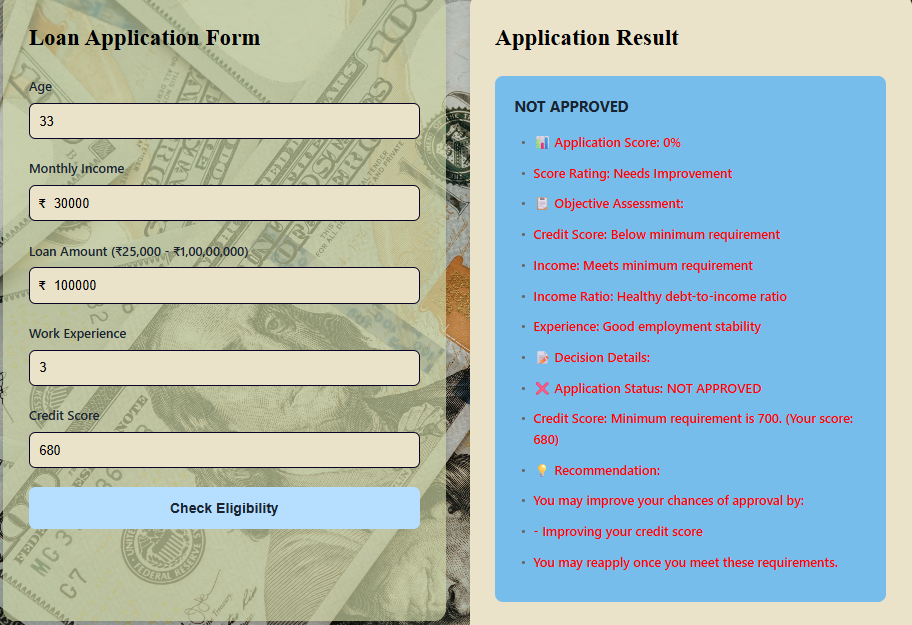 Loan Application Form
Age
33
Monthly Income
₹ 30000
Loan Amount (₹25,000 - ₹1,00,00,000)
₹ 100000
Work Experience
3
Credit Score
680
Check Eligibility
Application Result
NOT APPROVED
• 📊 Application Score: 0%
• Score Rating: Needs Improvement
• 📋 Objective Assessment:
• Credit Score: Below minimum requirement
• Income: Meets minimum requirement
• Income Ratio: Healthy debt-to-income ratio
• Experience: Good employment stability
• 📝 Decision Details:
• ❌ Application Status: NOT APPROVED
• Credit Score: Minimum requirement is 700. (Your score:
680)
• 💡 Recommendation:
• You may improve your chances of approval by:
• - Improving your credit score
• You may reapply once you meet these requirements.